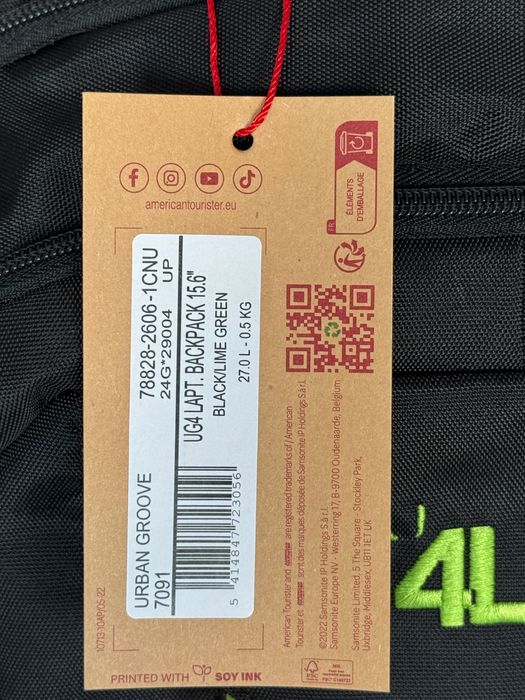 americantourister.eu
FR
ÉLÉMENTS
D'EMBALLAGE
URBAN GROOVE 78828-2606-1CNU
7091 24G*29004 UP
UG4 LAPT. BACKPACK 15.6"
BLACK/LIME GREEN
27.0 L - 0.5 KG
5 414847 723056
American Tourister and are registered trademarks of / American
Tourister et sont des marques déposée de Samsonite IP Holdings S.à r.l.
©2022 Samsonite IP Holdings S.à r.l.
Samsonite Europe NV - Westerring 17, B-9700 Oudenaarde, Belgium
Samsonite Limited, 5 The Square - Stockley Park,
Uxbridge, Middlesex, UB11 1ET UK
PRINTED WITH SOY INK
FSC
MIX
4L